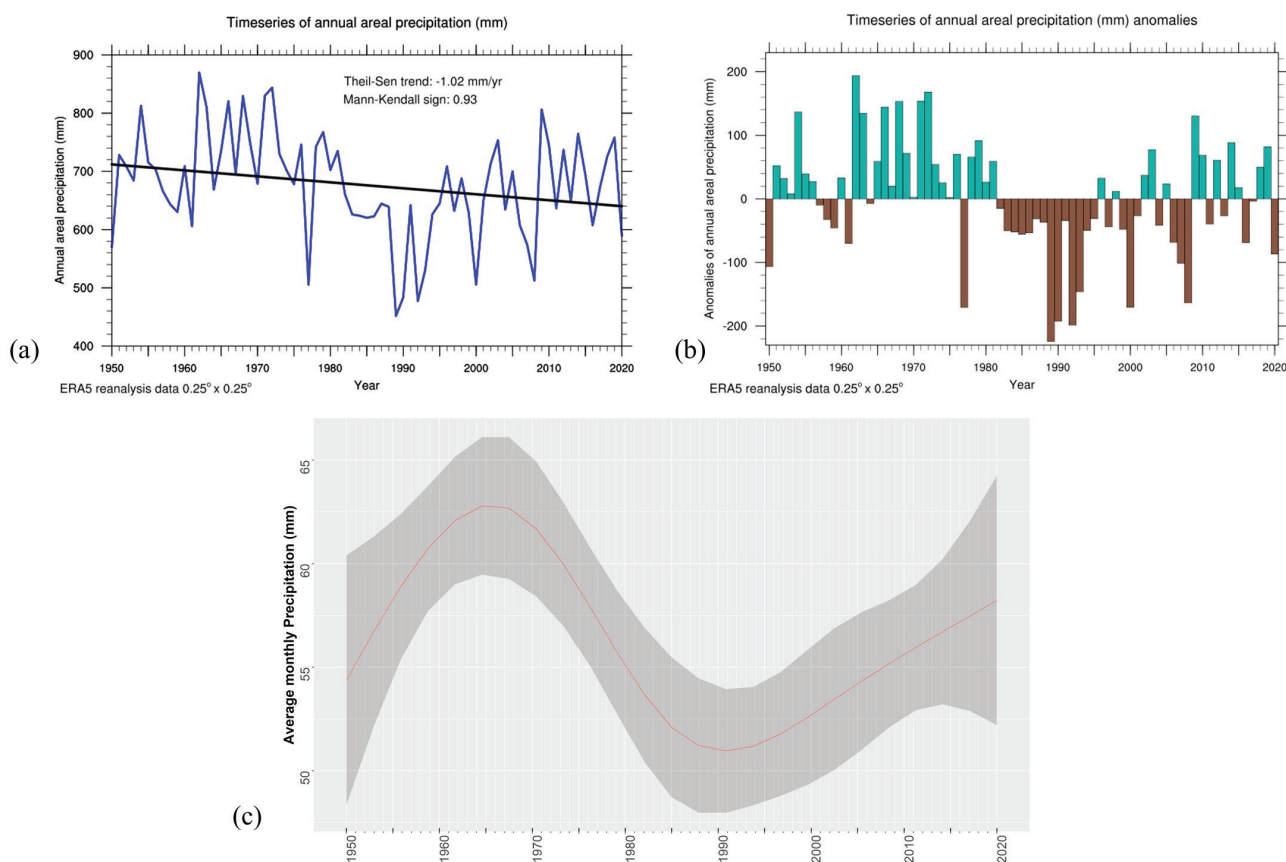 Timeseries of annual areal precipitation (mm)
900
800
700
600
500
400
Annual areal precipitation (mm)
Theil-Sen trend: -1.02 mm/yr
Mann-Kendall sign: 0.93
1950 1960 1970 1980 1990 2000 2010 2020
Year
ERA5 reanalysis data 0.25° x 0.25°
(a)
Timeseries of annual areal precipitation (mm) anomalies
200
100
0
-100
-200
Anomalies of annual areal precipitation (mm)
1950 1960 1970 1980 1990 2000 2010 2020
Year
ERA5 reanalysis data 0.25° x 0.25°
(b)
65
60
55
50
Average monthly Precipitation (mm)
1950 1960 1970 1980 1990 2000 2010 2020
(c)